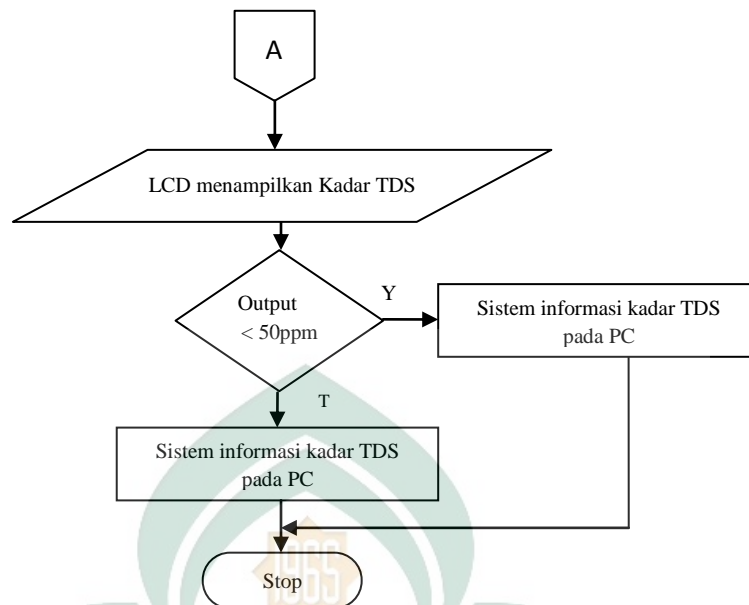 A
LCD menampilkan Kadar TDS
Output
< 50ppm
Y
Sistem informasi kadar TDS
pada PC
T
Sistem informasi kadar TDS
pada PC
1965
Stop